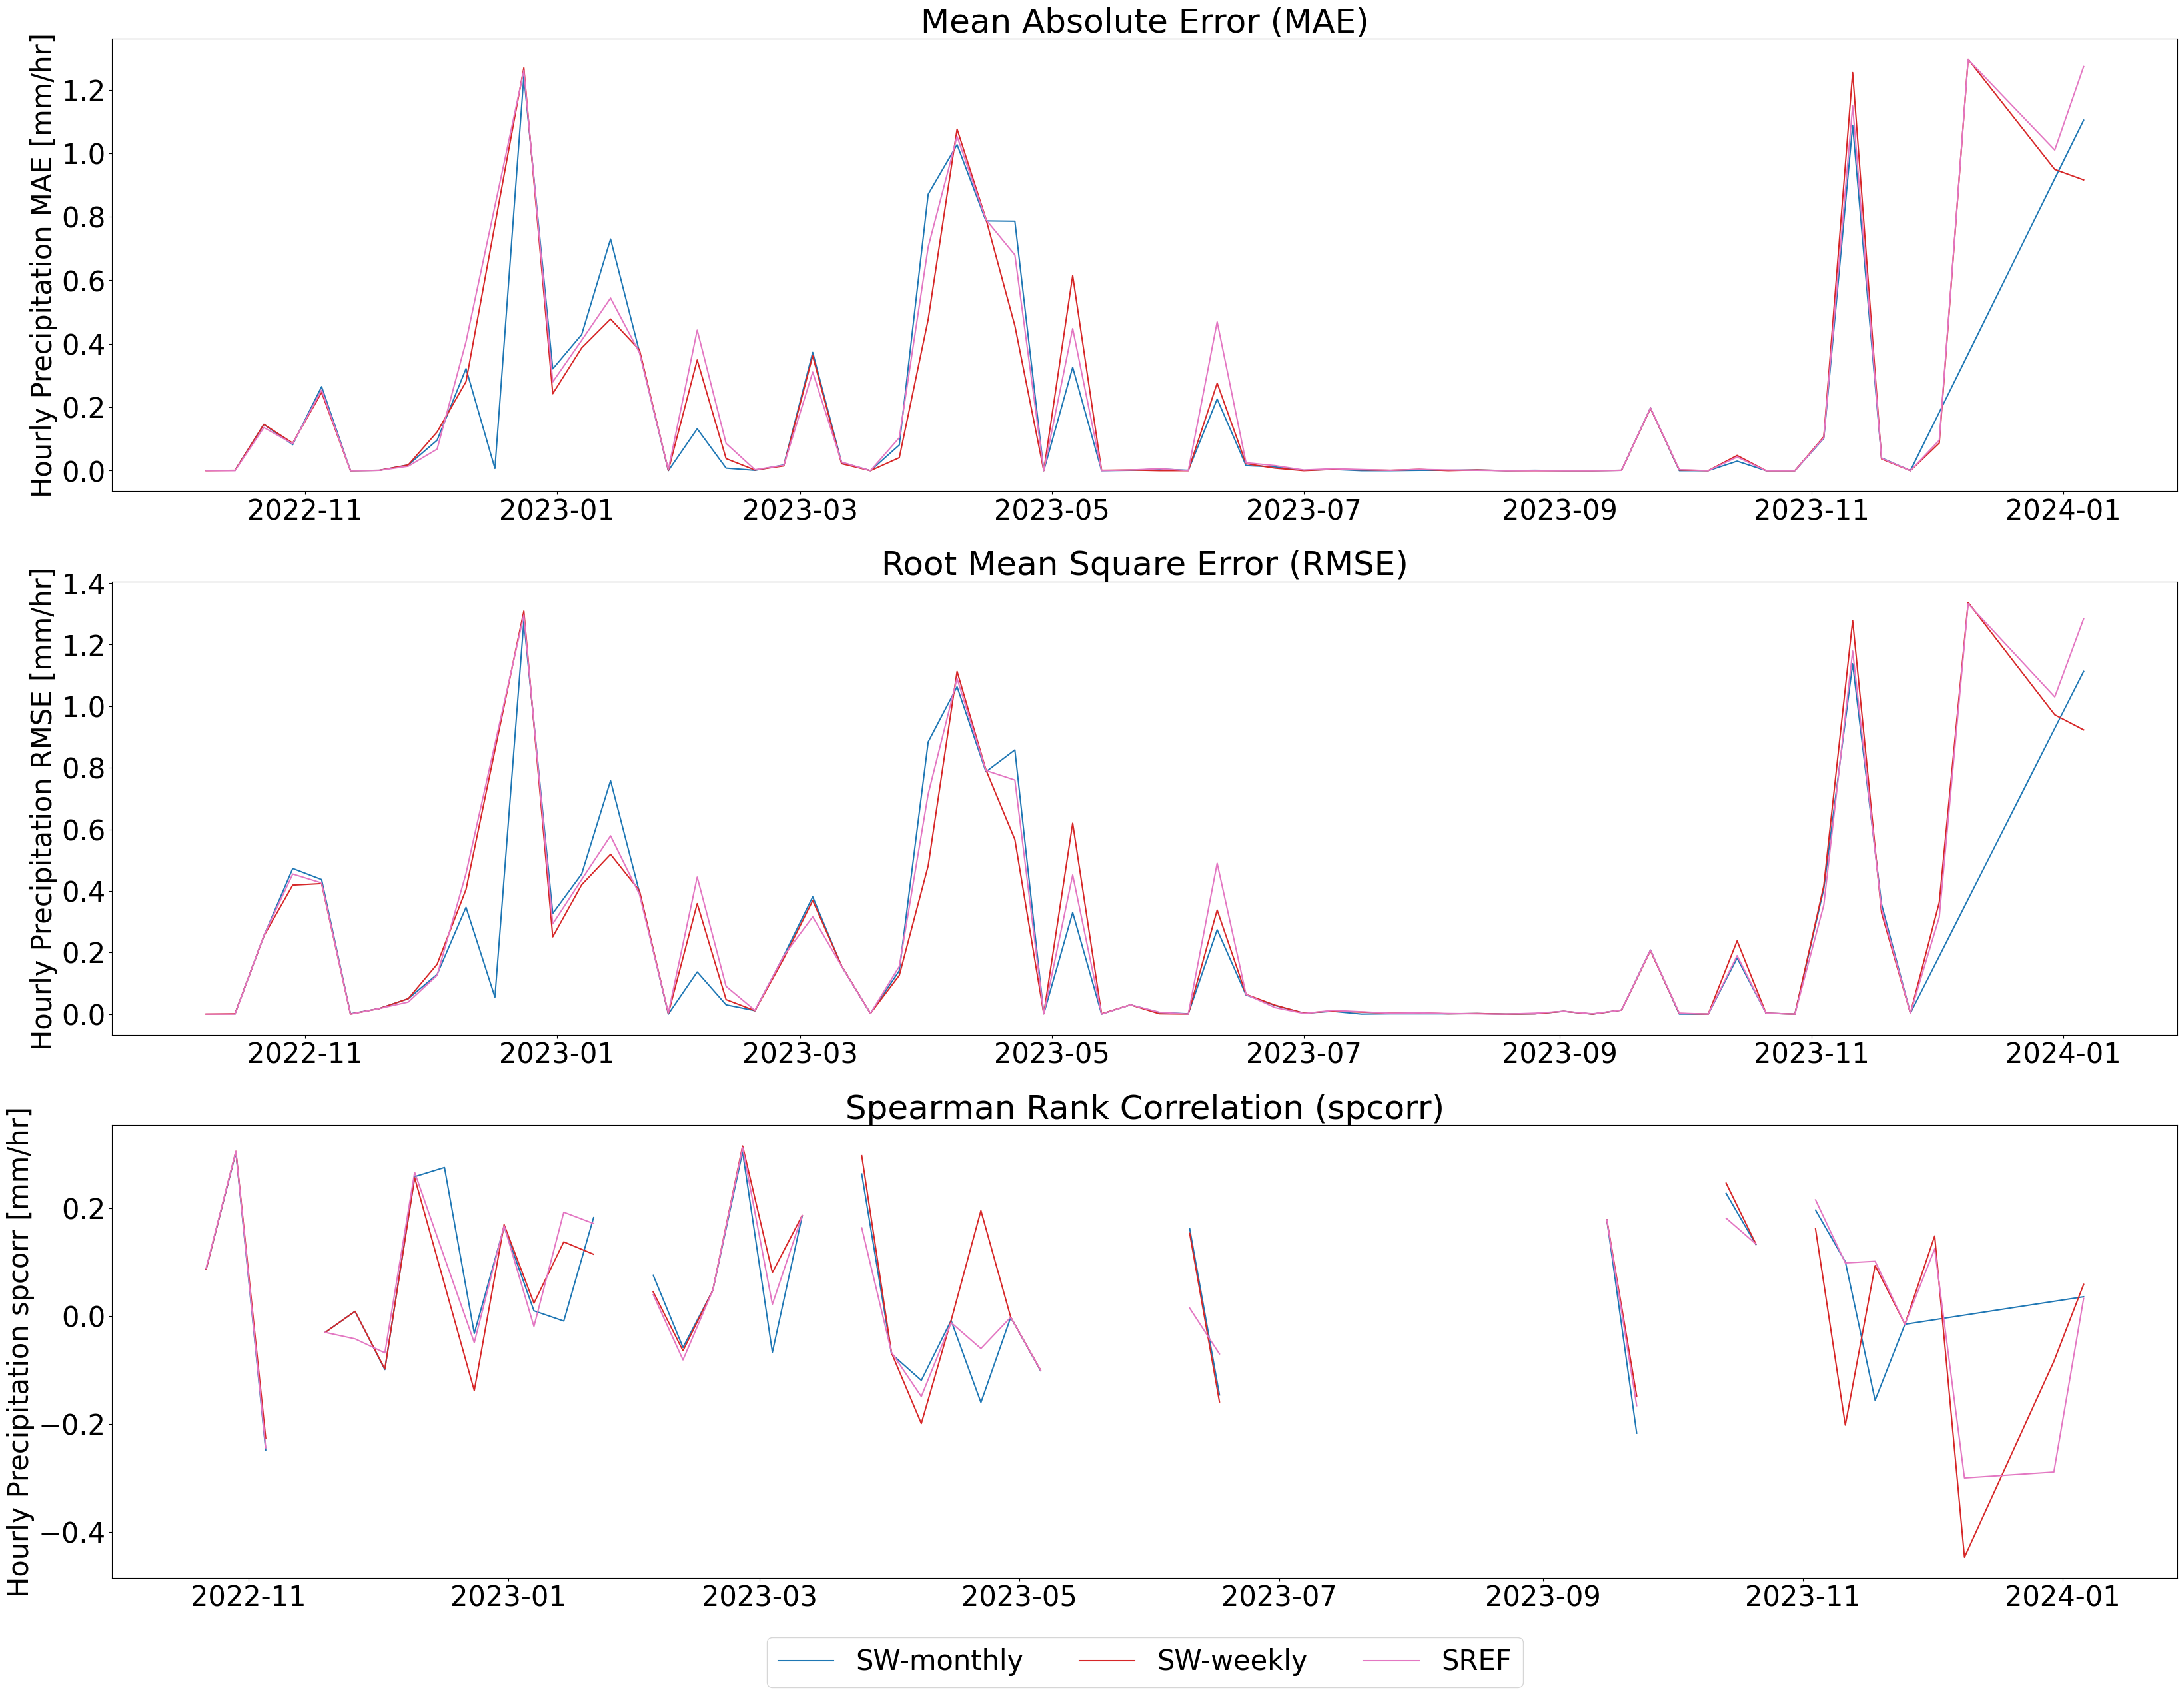 Mean Absolute Error (MAE)
Hourly Precipitation MAE [mm/hr]
1.2
1.0
0.8
0.6
0.4
0.2
0.0
2022-11 2023-01 2023-03 2023-05 2023-07 2023-09 2023-11 2024-01
Root Mean Square Error (RMSE)
Hourly Precipitation RMSE [mm/hr]
1.4
1.2
1.0
0.8
0.6
0.4
0.2
0.0
2022-11 2023-01 2023-03 2023-05 2023-07 2023-09 2023-11 2024-01
Spearman Rank Correlation (spcorr)
Hourly Precipitation spcorr [mm/hr]
0.2
0.0
−0.2
−0.4
2022-11 2023-01 2023-03 2023-05 2023-07 2023-09 2023-11 2024-01
SW-monthly SW-weekly SREF